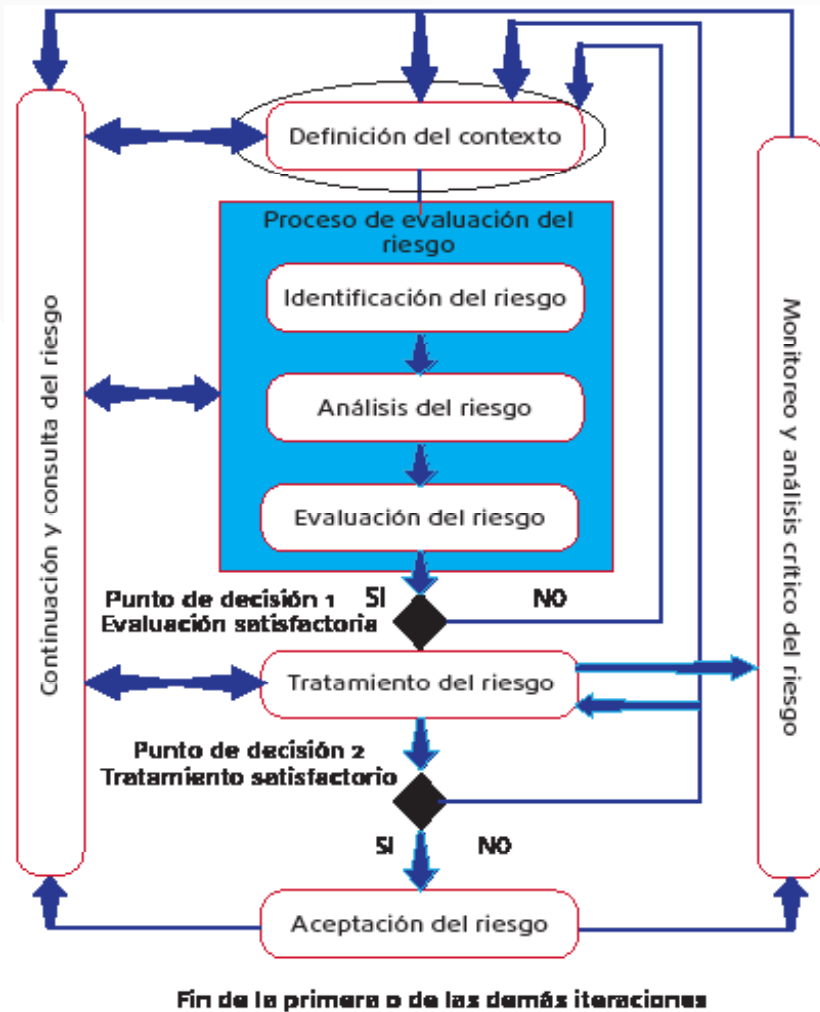 Definición del contexto
Proceso de evaluación del
riesgo
Identificación del riesgo
Análisis del riesgo
Evaluación del riesgo
Punto de decisión 1
SI
NO
Evaluación satisfactoria
Tratamiento del riesgo
Punto de decisión 2
Tratamiento satisfactorio
SI
NO
Aceptación del riesgo
Continuación y consulta del riesgo
Monitoreo y análisis crítico del riesgo
Fin de la primera o de las demás iteraciones